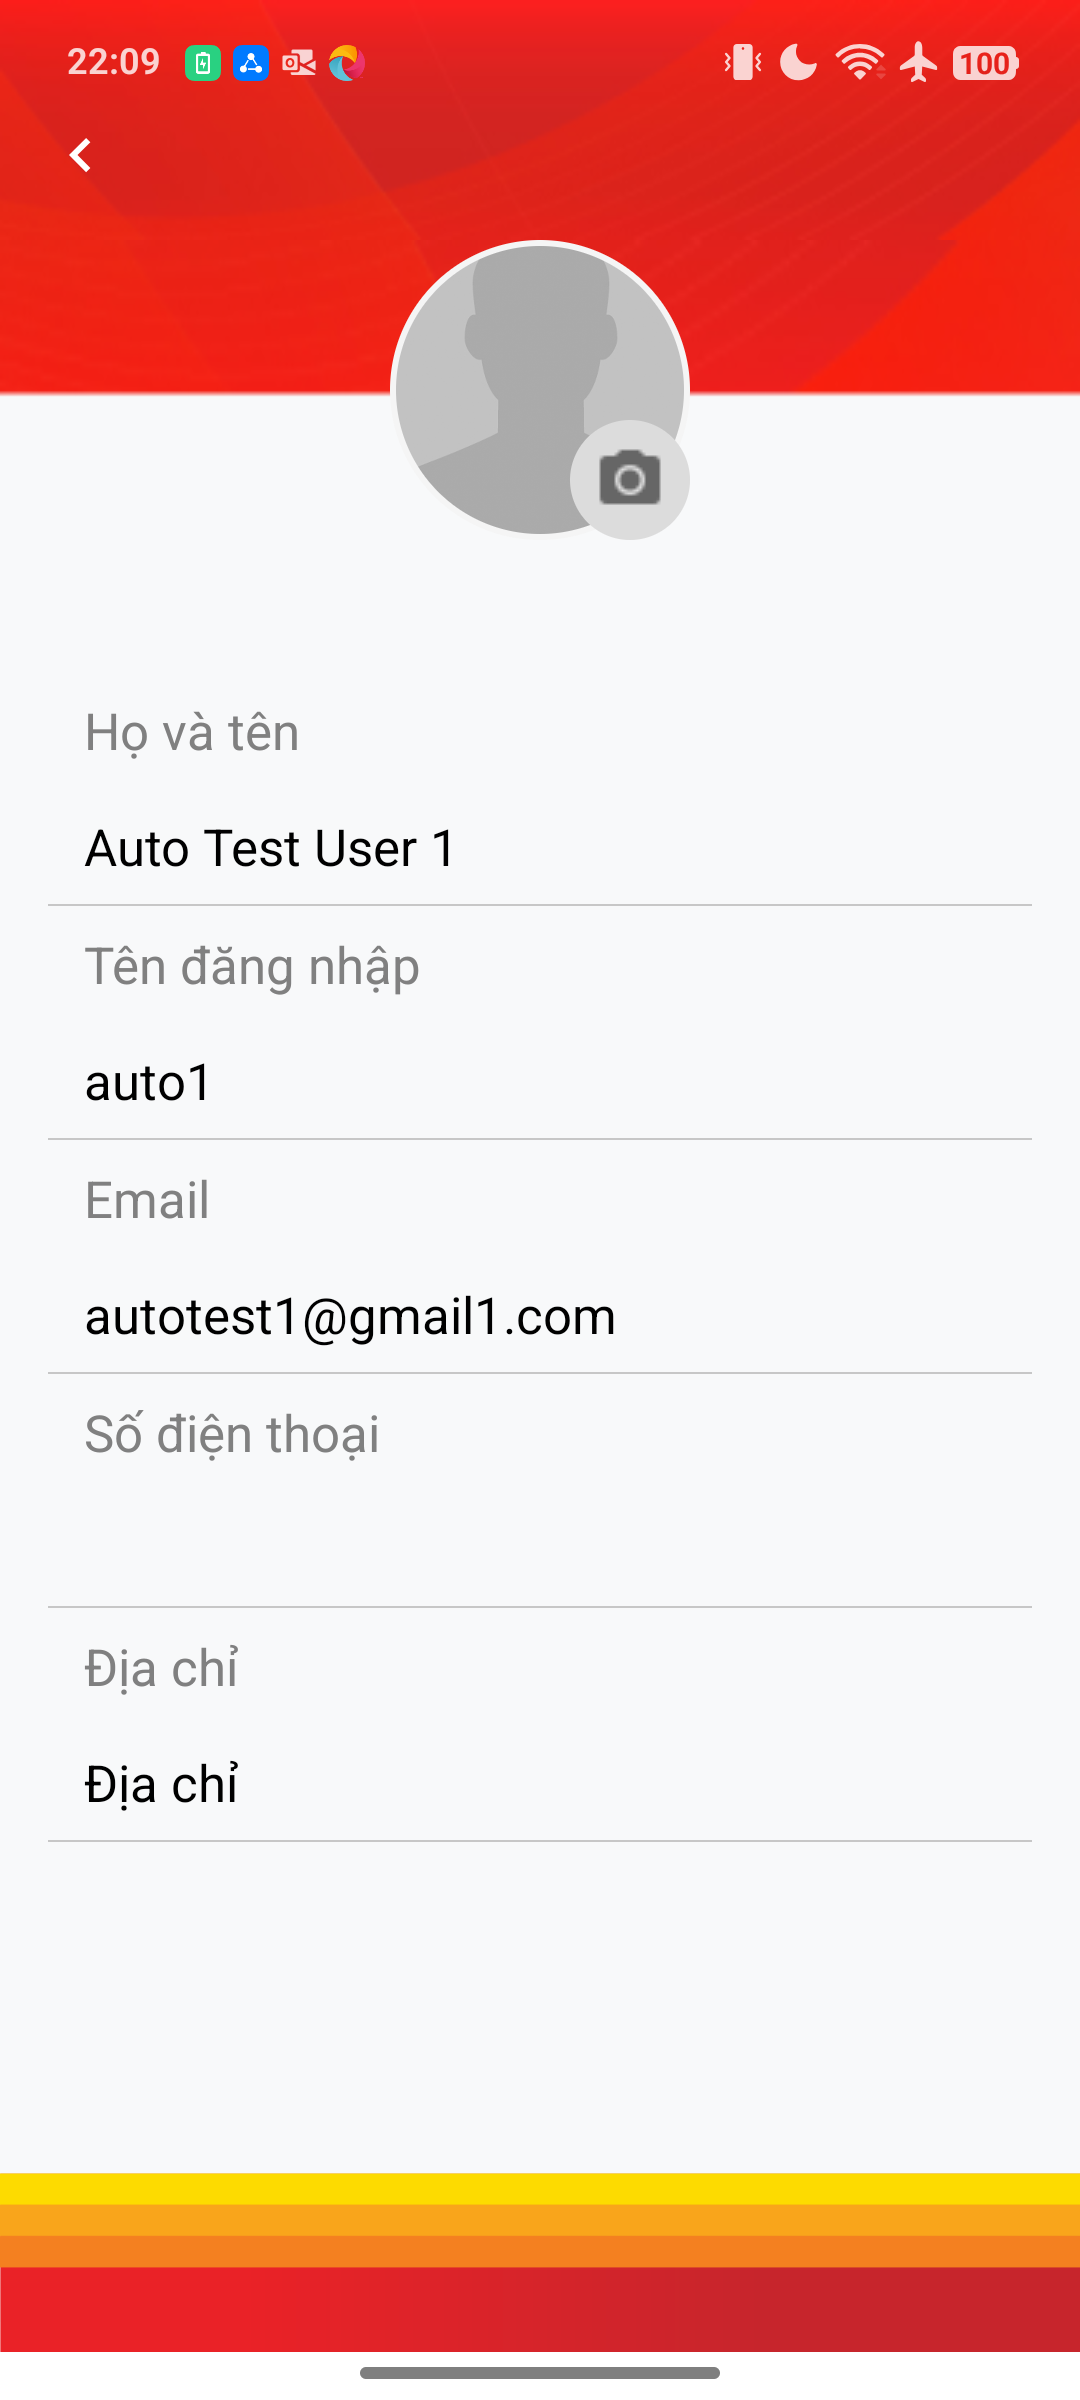 22:09
100
Họ và tên
Auto Test User 1
Tên đăng nhập
auto1
Email
autotest1@gmail1.com
Số điện thoại
Địa chỉ
Địa chỉ